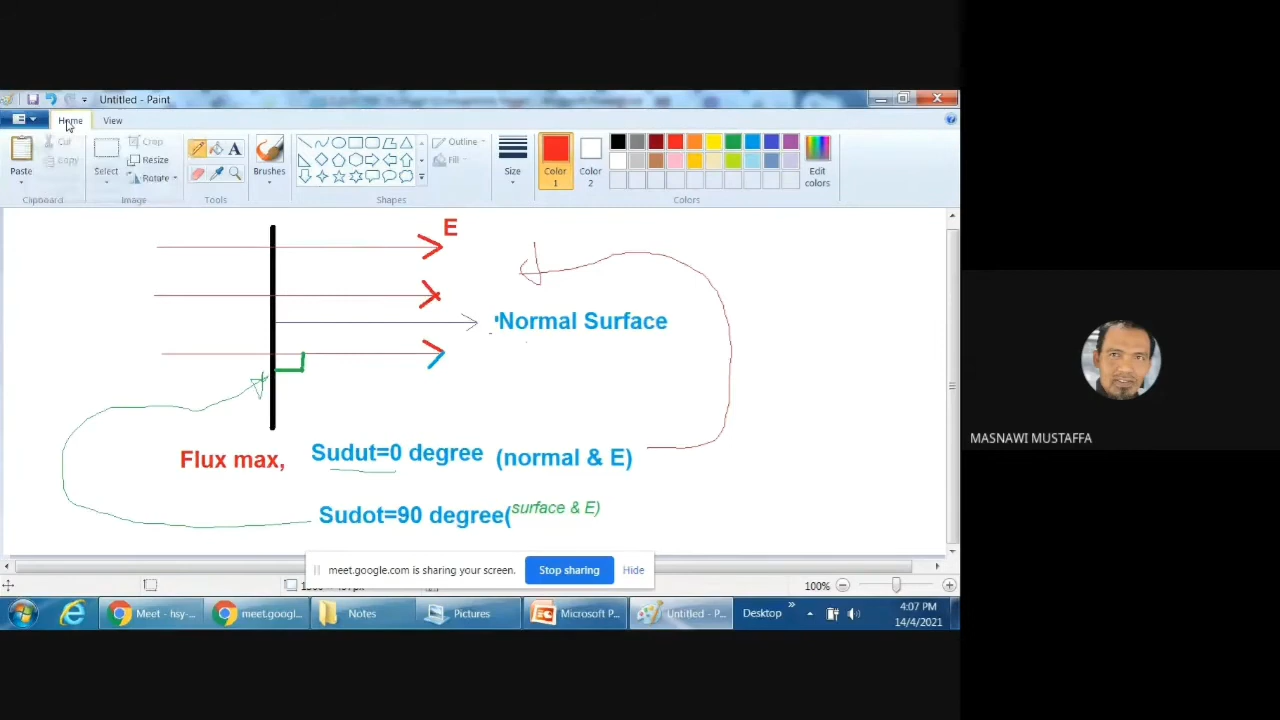 Untitled - Paint
Home
View
Paste
Cut
Copy
Clipboard
Select
Crop
Resize
Rotate
Image
Tools
Brushes
Shapes
Outline
Fill
Size
Color
1
Color
2
Edit
colors
Colors
E
Normal Surface
Flux max, Sudut=0 degree (normal & E)
Sudot=90 degree(surface & E)
MASNAWI MUSTAFFA
meet.google.com is sharing your screen.
Stop sharing
Hide
100%
Meet - hsy-...
meet.googl...
Notes
Pictures
Microsoft P...
Untitled - P...
Desktop
4:07 PM
14/4/2021